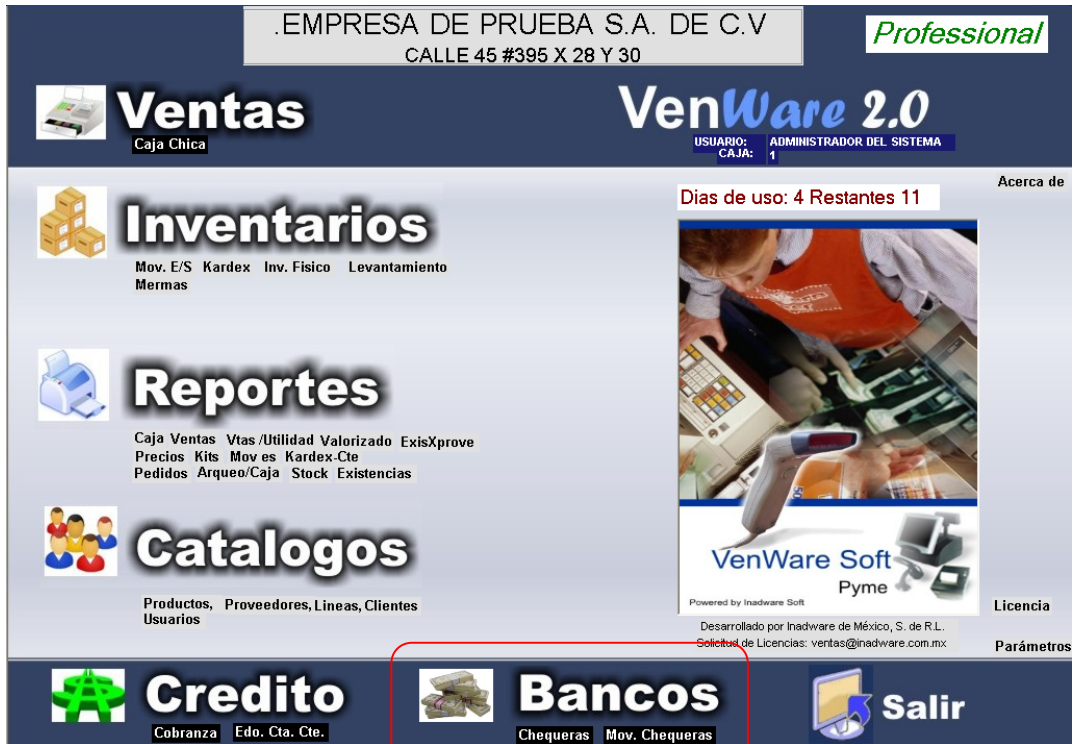 .EMPRESA DE PRUEBA S.A. DE C.V
CALLE 45 #395 X 28 Y 30
Professional
Ventas
Caja Chica
VenWare 2.0
USUARIO: ADMINISTRADOR DEL SISTEMA
CAJA: 1
Acerca de
Dias de uso: 4 Restantes 11
Inventarios
Mov. E/S Kardex Inv. Fisico Levantamiento
Mermas
Reportes
Caja Ventas Vtas /Utilidad Valorizado ExisXprove
Precios Kits Mov es Kardex-Cte
Pedidos Arqueo/Caja Stock Existencias
Catalogos
Productos, Proveedores, Lineas, Clientes
Usuarios
VenWare Soft
Pyme
Powered by Inadware Soft
Desarrollado por Inadware de México, S. de R.L.
Solicitud de Licencias: ventas@inadware.com.mx
Licencia
Parámetros
Credito
Cobranza Edo. Cta. Cte.
Bancos
Chequeras Mov. Chequeras
Salir